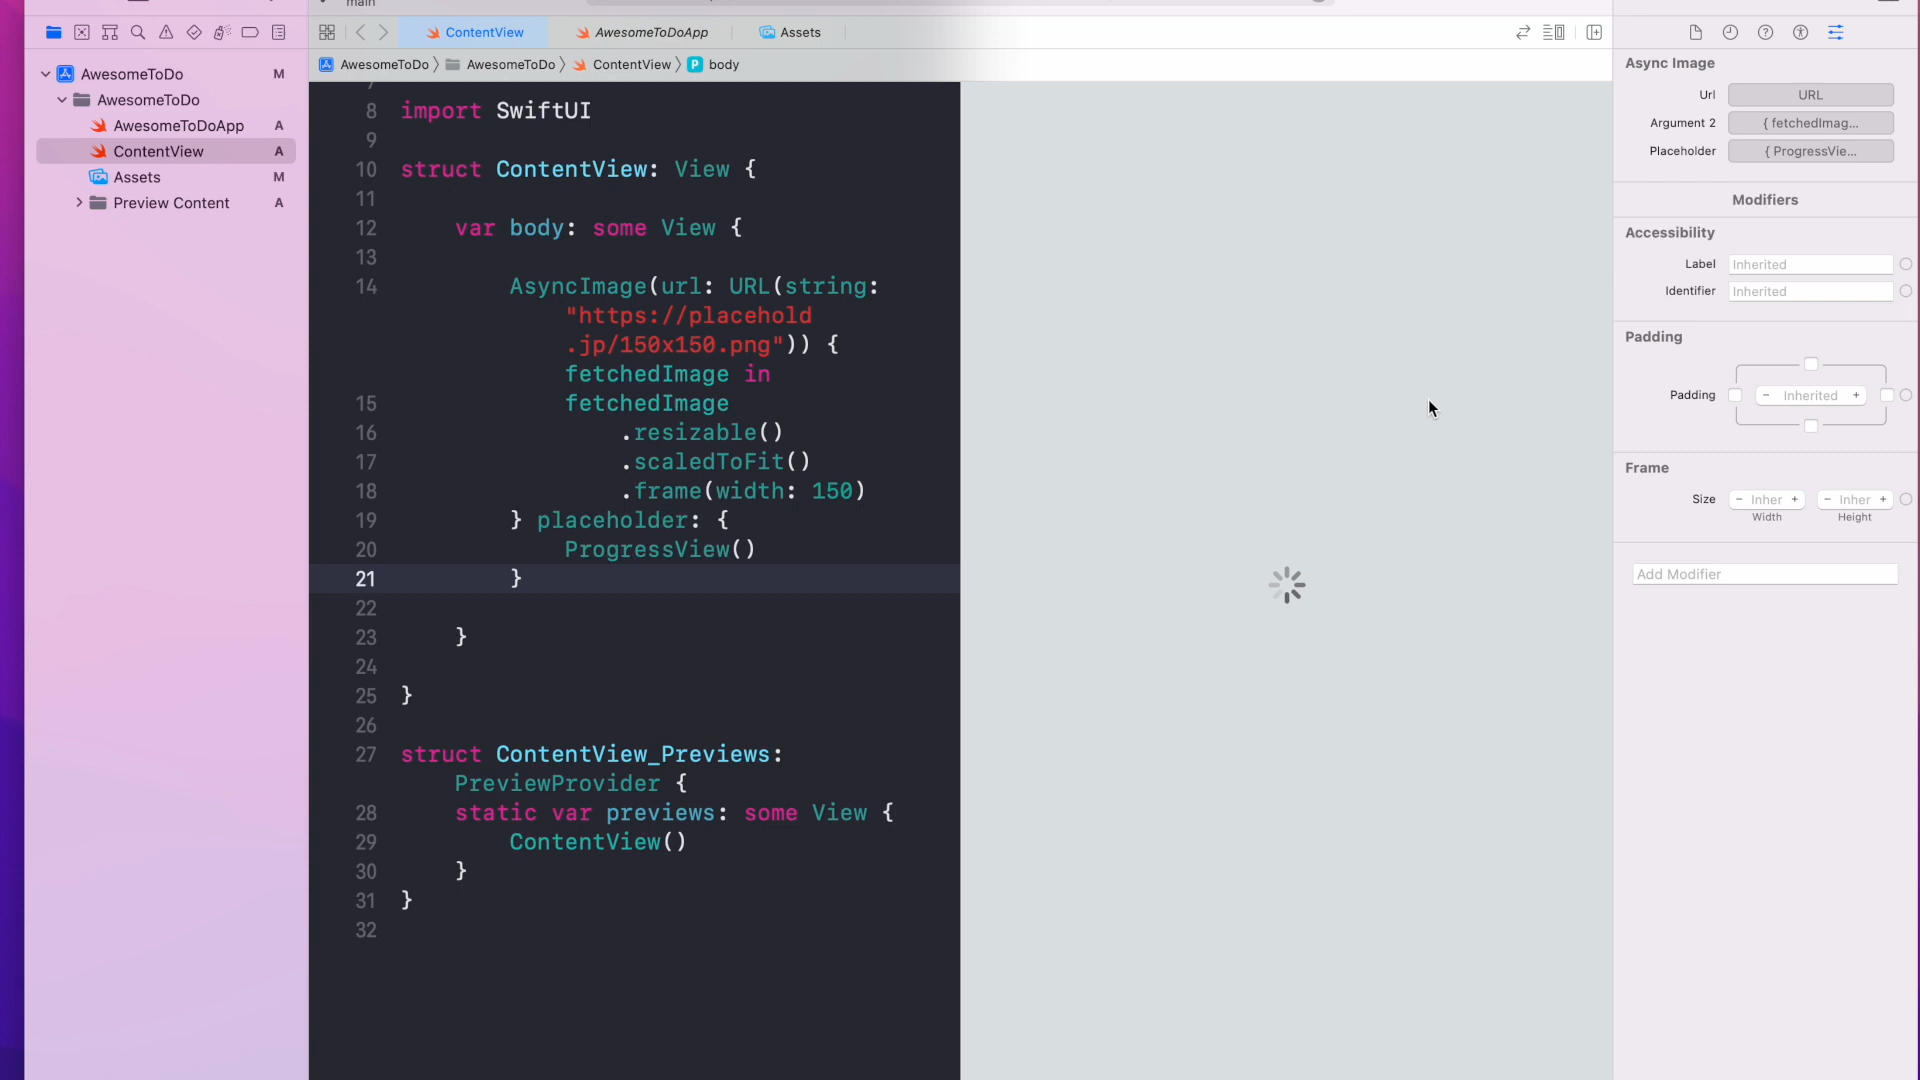 main
ContentView
AwesomeToDoApp
Assets
AwesomeToDo M
AwesomeToDo
AwesomeToDoApp A
ContentView A
Assets M
Preview Content A
AwesomeToDo AwesomeToDo ContentView P body
8 import SwiftUI
9
10 struct ContentView: View {
11
12 var body: some View {
13
14 AsyncImage(url: URL(string:
"https://placehold
.jp/150x150.png")) {
fetchedImage in
15 fetchedImage
16 .resizable()
17 .scaledToFit()
18 .frame(width: 150)
19 } placeholder: {
20 ProgressView()
21 }
22
23 }
24
25 }
26
27 struct ContentView_Previews:
PreviewProvider {
28 static var previews: some View {
29 ContentView()
30 }
31 }
32
Async Image
Url URL
Argument 2 { fetchedImag...
Placeholder { ProgressVie...
Modifiers
Accessibility
Label Inherited
Identifier Inherited
Padding
Padding - Inherited +
Frame
Size - Inher + - Inher +
Width Height
Add Modifier